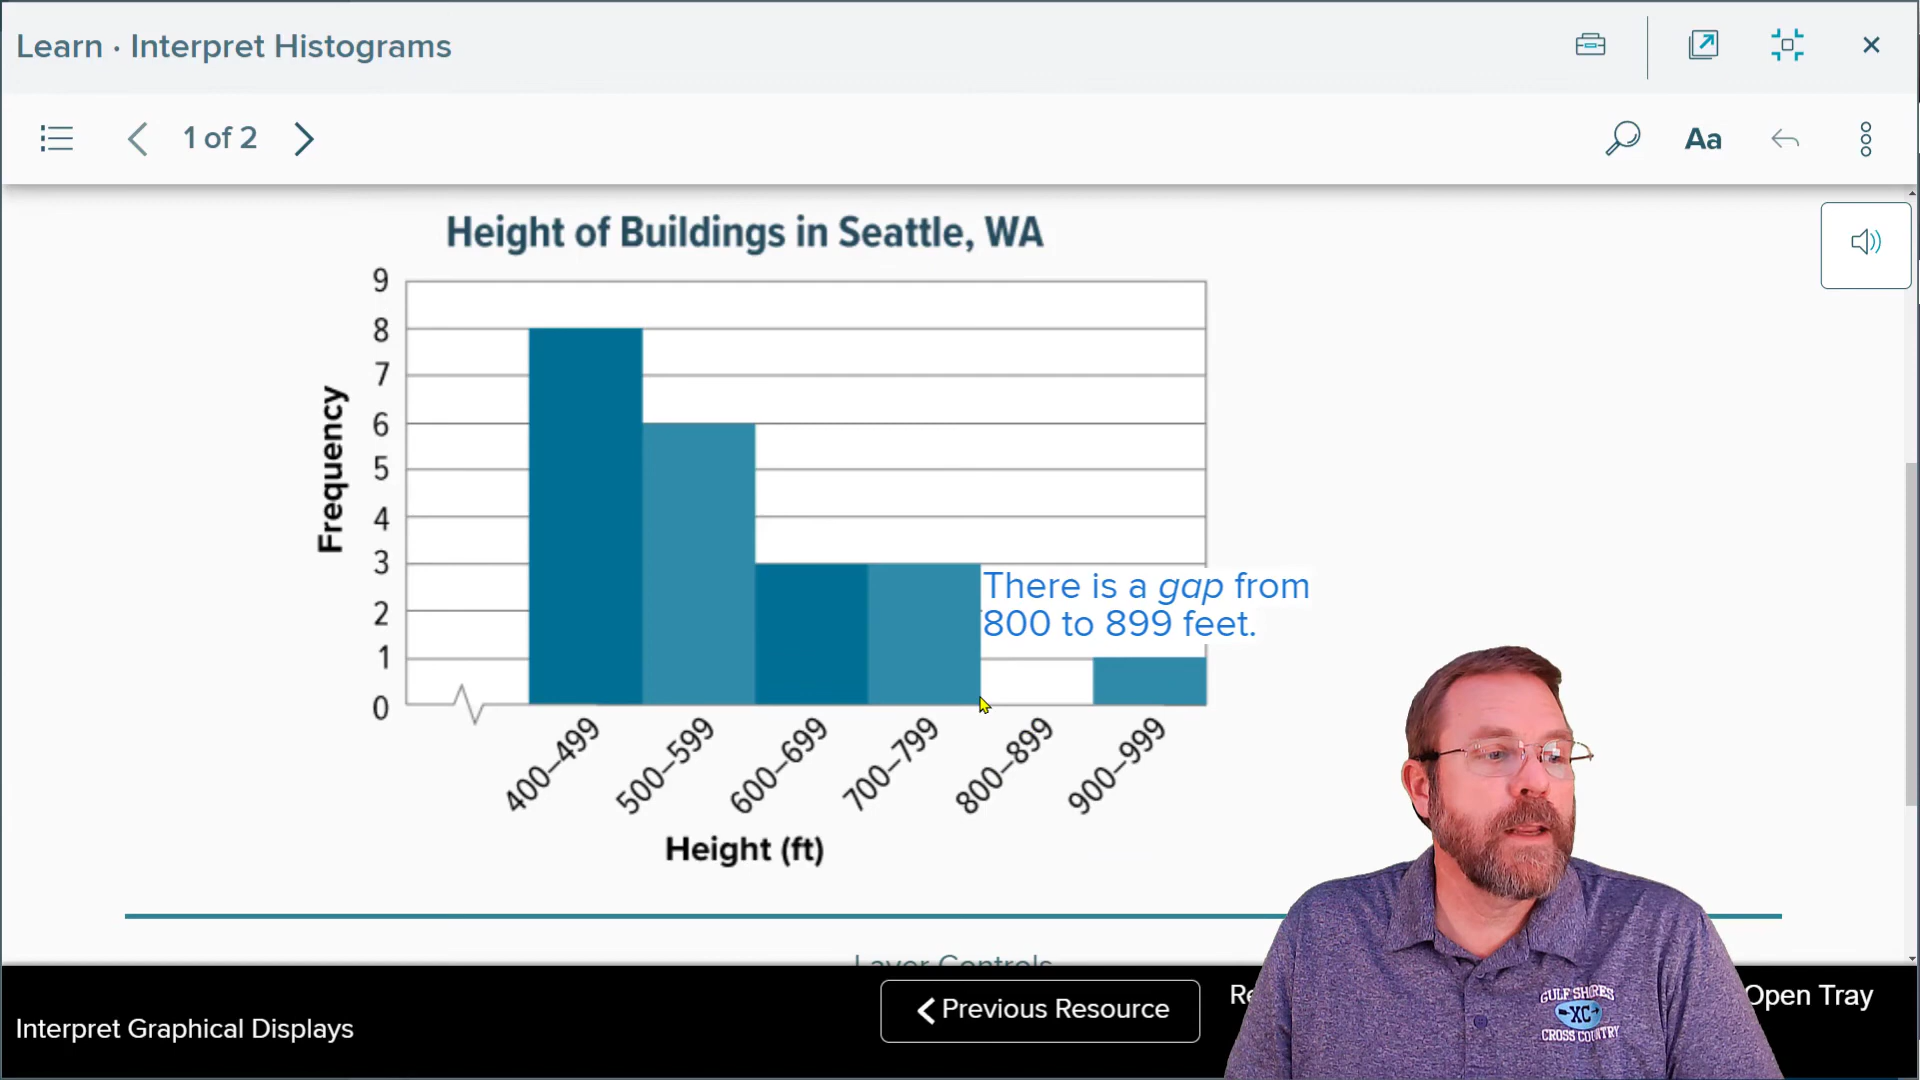 Learn · Interpret Histograms
1 of 2
Aa
Height of Buildings in Seattle, WA
9
8
7
6
5
4
3
2
1
0
Frequency
There is a gap from
800 to 899 feet.
400–499
500–599
600–699
700–799
800–899
900–999
Height (ft)
Layer Controls
Interpret Graphical Displays
Previous Resource
Open Tray
GULF SHORES
XC
CROSS COUNTRY